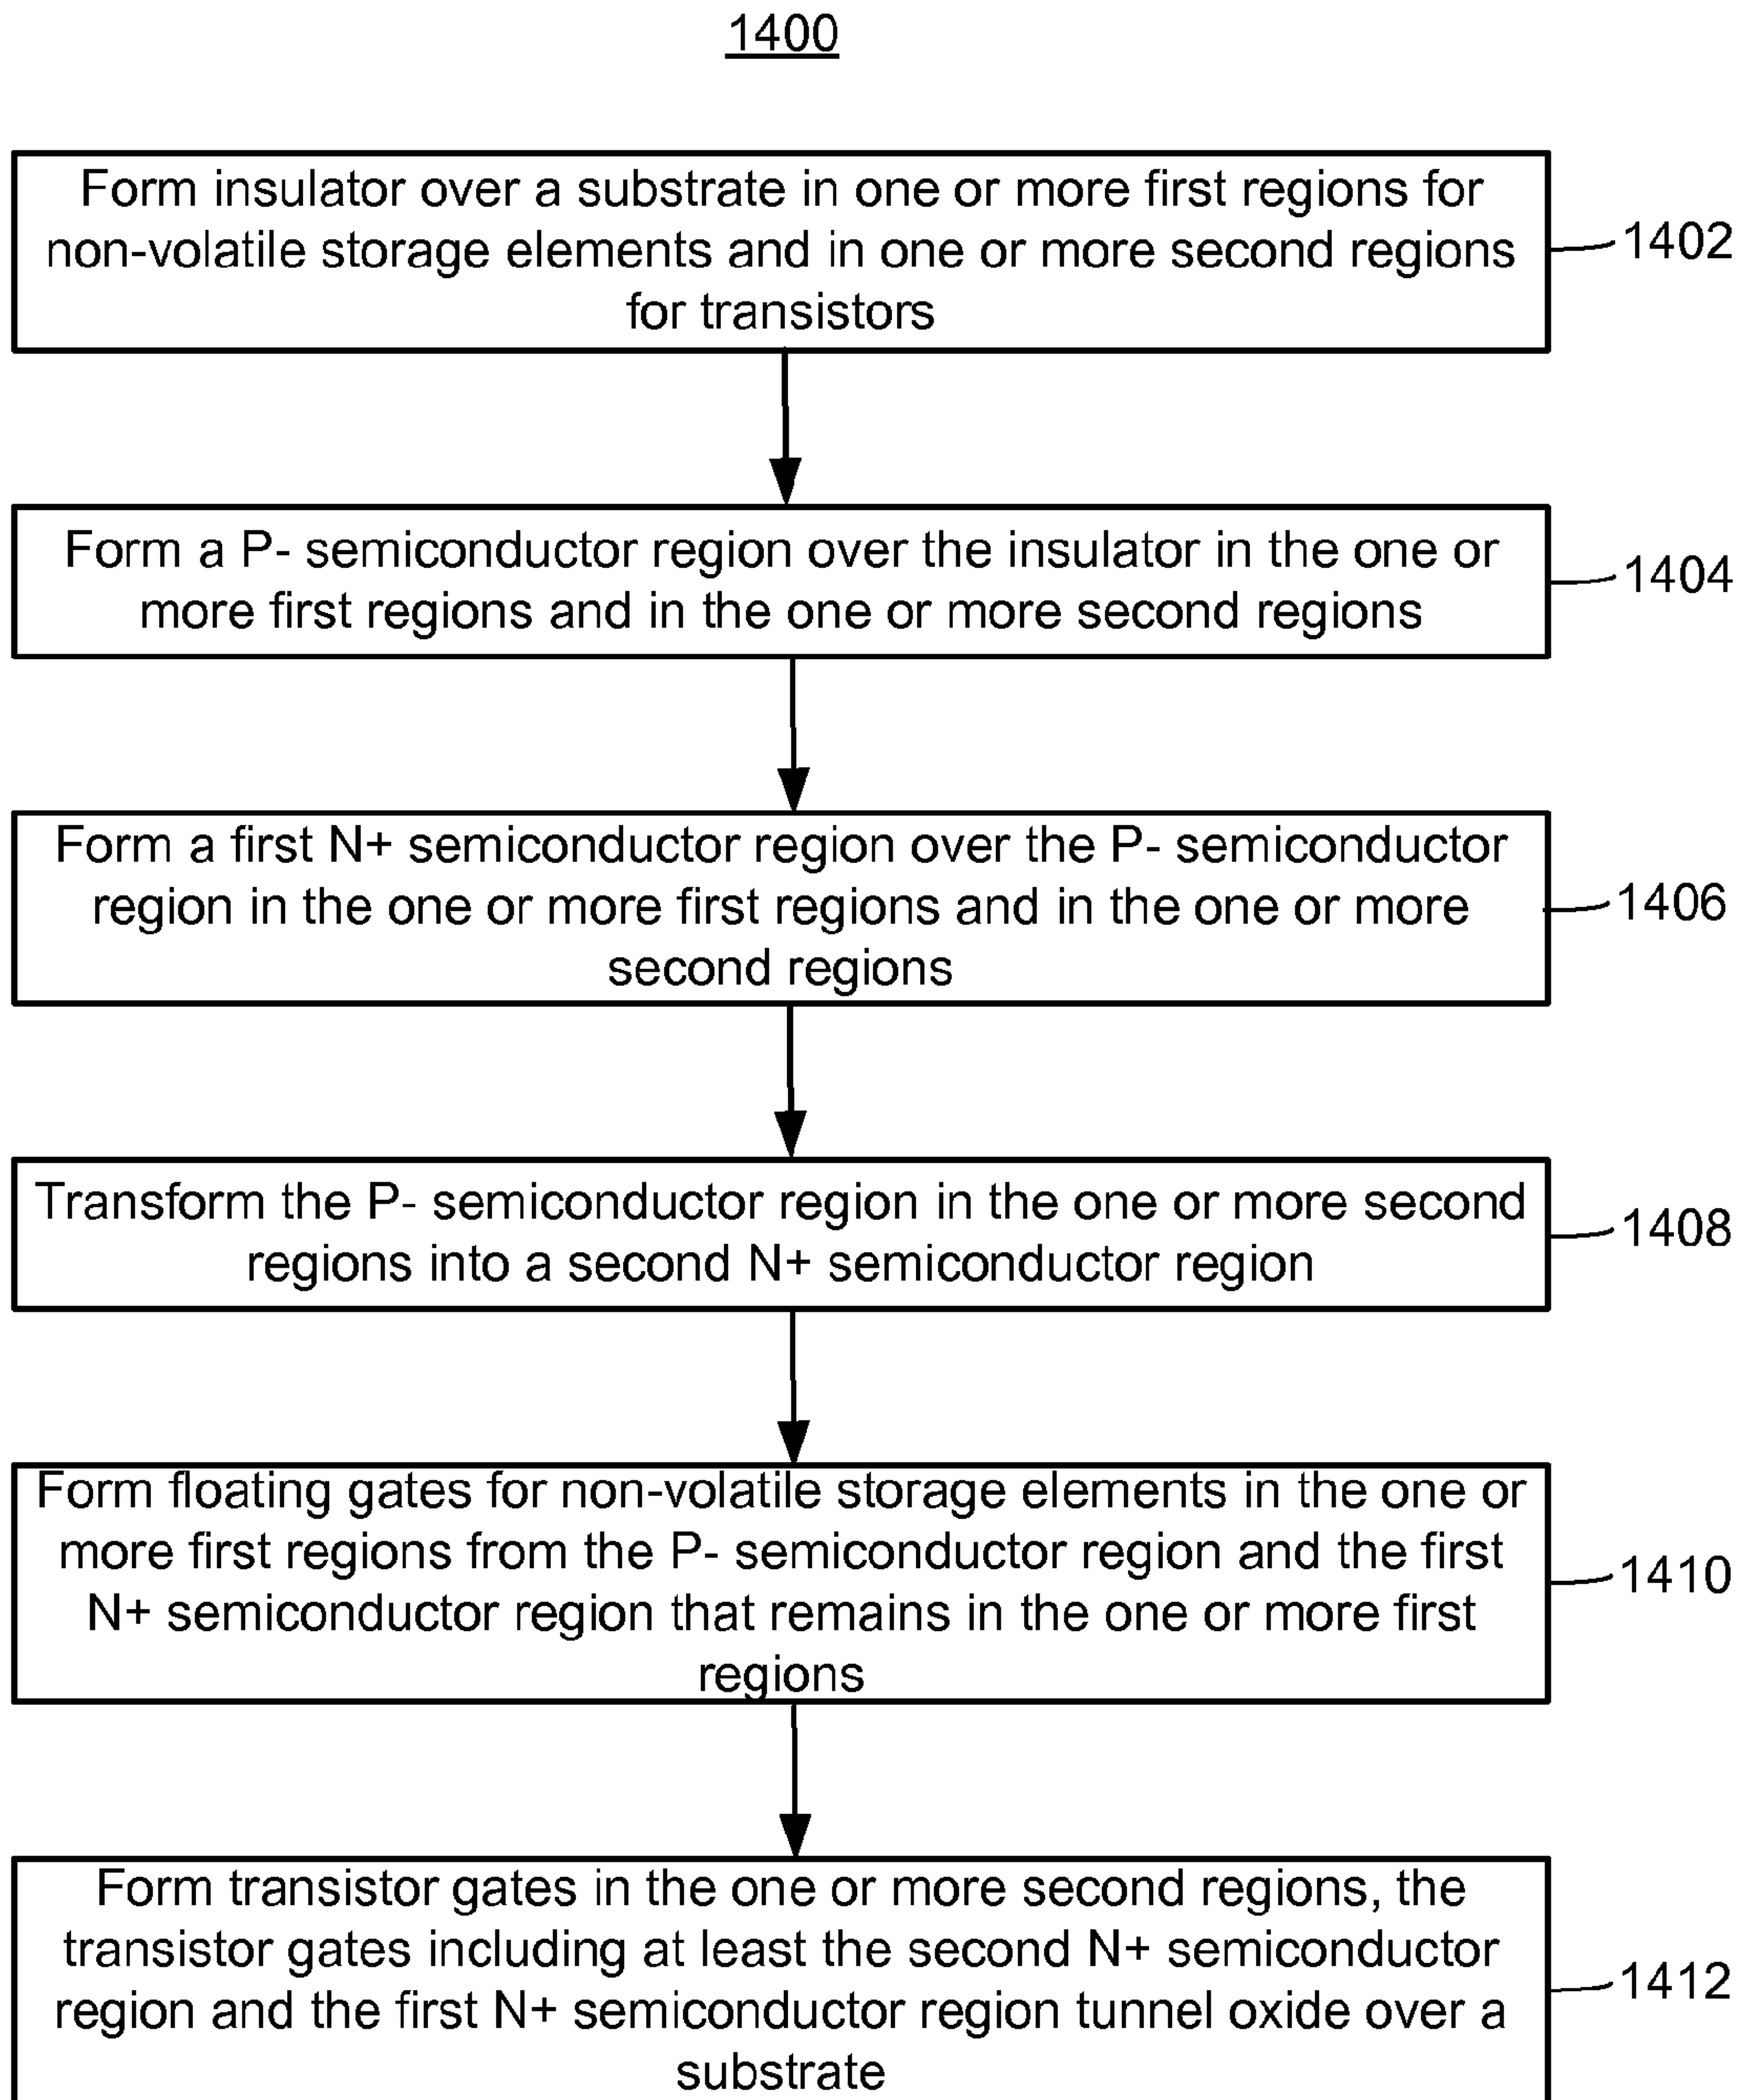 1400
Form insulator over a substrate in one or more first regions for
non-volatile storage elements and in one or more second regions
for transistors
1402
Form a P- semiconductor region over the insulator in the one or
more first regions and in the one or more second regions
1404
Form a first N+ semiconductor region over the P- semiconductor
region in the one or more first regions and in the one or more
second regions
1406
Transform the P- semiconductor region in the one or more second
regions into a second N+ semiconductor region
1408
Form floating gates for non-volatile storage elements in the one or
more first regions from the P- semiconductor region and the first
N+ semiconductor region that remains in the one or more first
regions
1410
Form transistor gates in the one or more second regions, the
transistor gates including at least the second N+ semiconductor
region and the first N+ semiconductor region tunnel oxide over a
substrate
1412